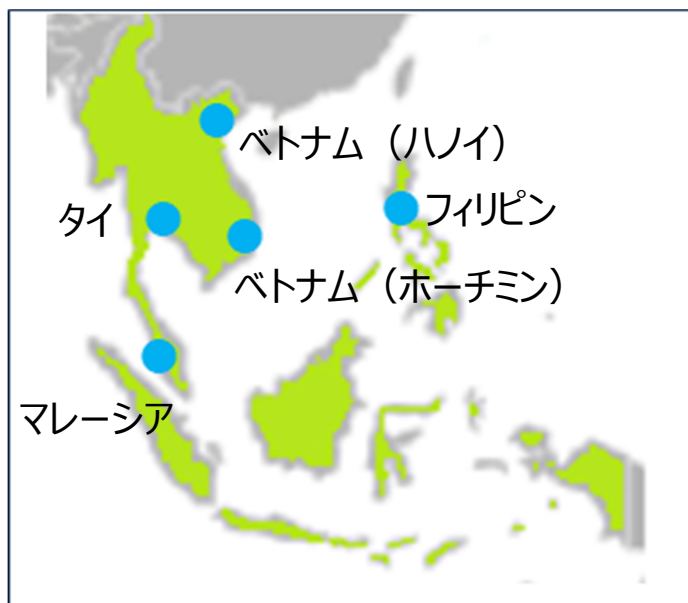 ベトナム（ハノイ）
タイ
フィリピン
ベトナム（ホーチミン）
マレーシア